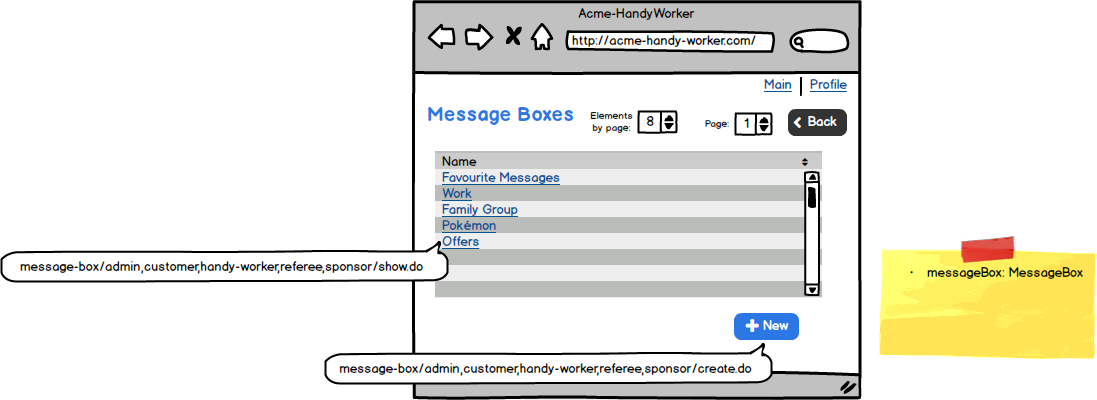 Acme-HandyWorker
http://acme-handy-worker.com/
Main
Profile
Message Boxes
Elements
by page:
8
Page:
1
Back
Name
Favourite Messages
Work
Family Group
Pokémon
Offers
message-box/admin,customer,handy-worker,referee,sponsor/show.do
messageBox: MessageBox
New
message-box/admin,customer,handy-worker,referee,sponsor/create.do